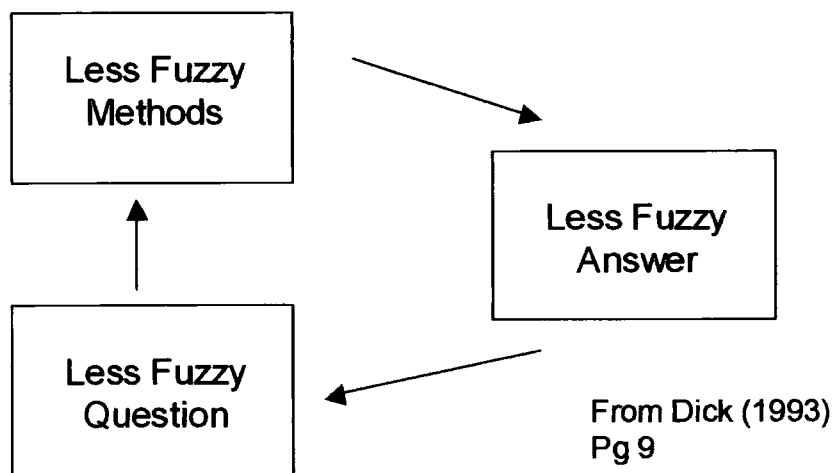 Less Fuzzy
Methods
Less Fuzzy
Answer
Less Fuzzy
Question
From Dick (1993)
Pg 9